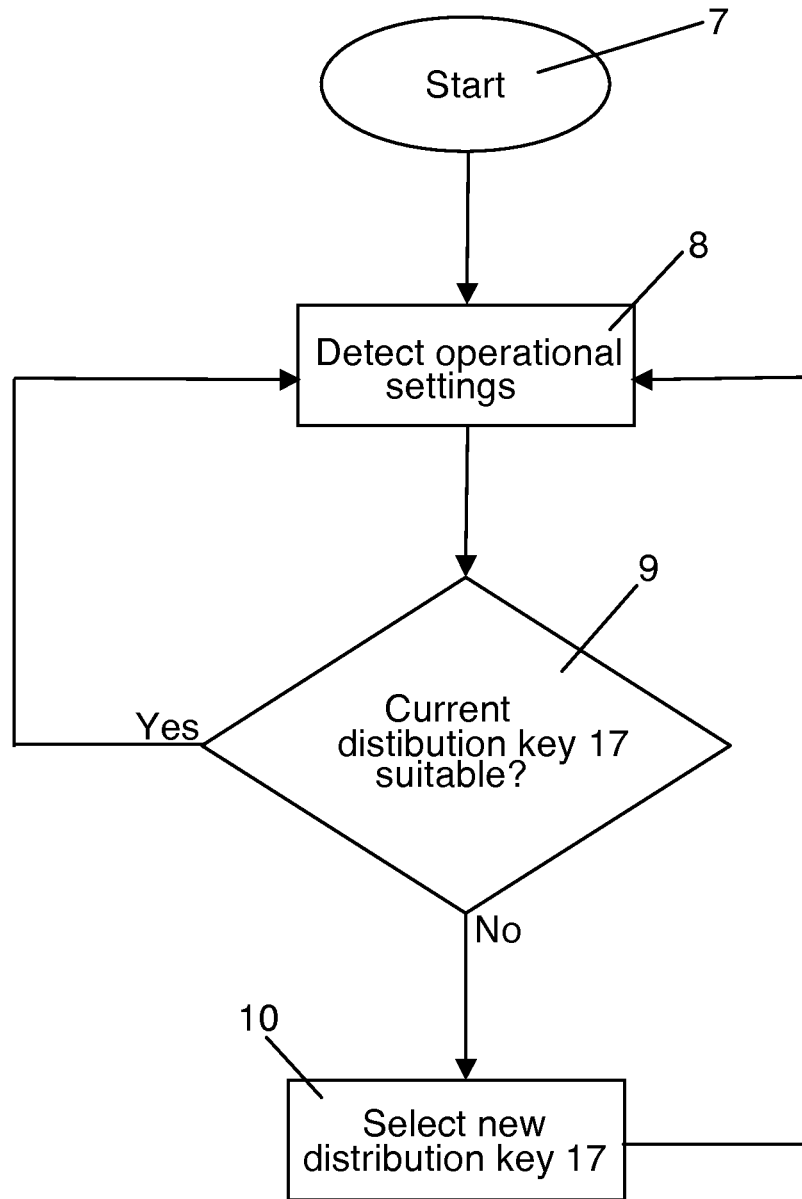 7
Start
8
Detect operational
settings
9
Current
distibution key 17
suitable?
Yes
No
10
Select new
distribution key 17